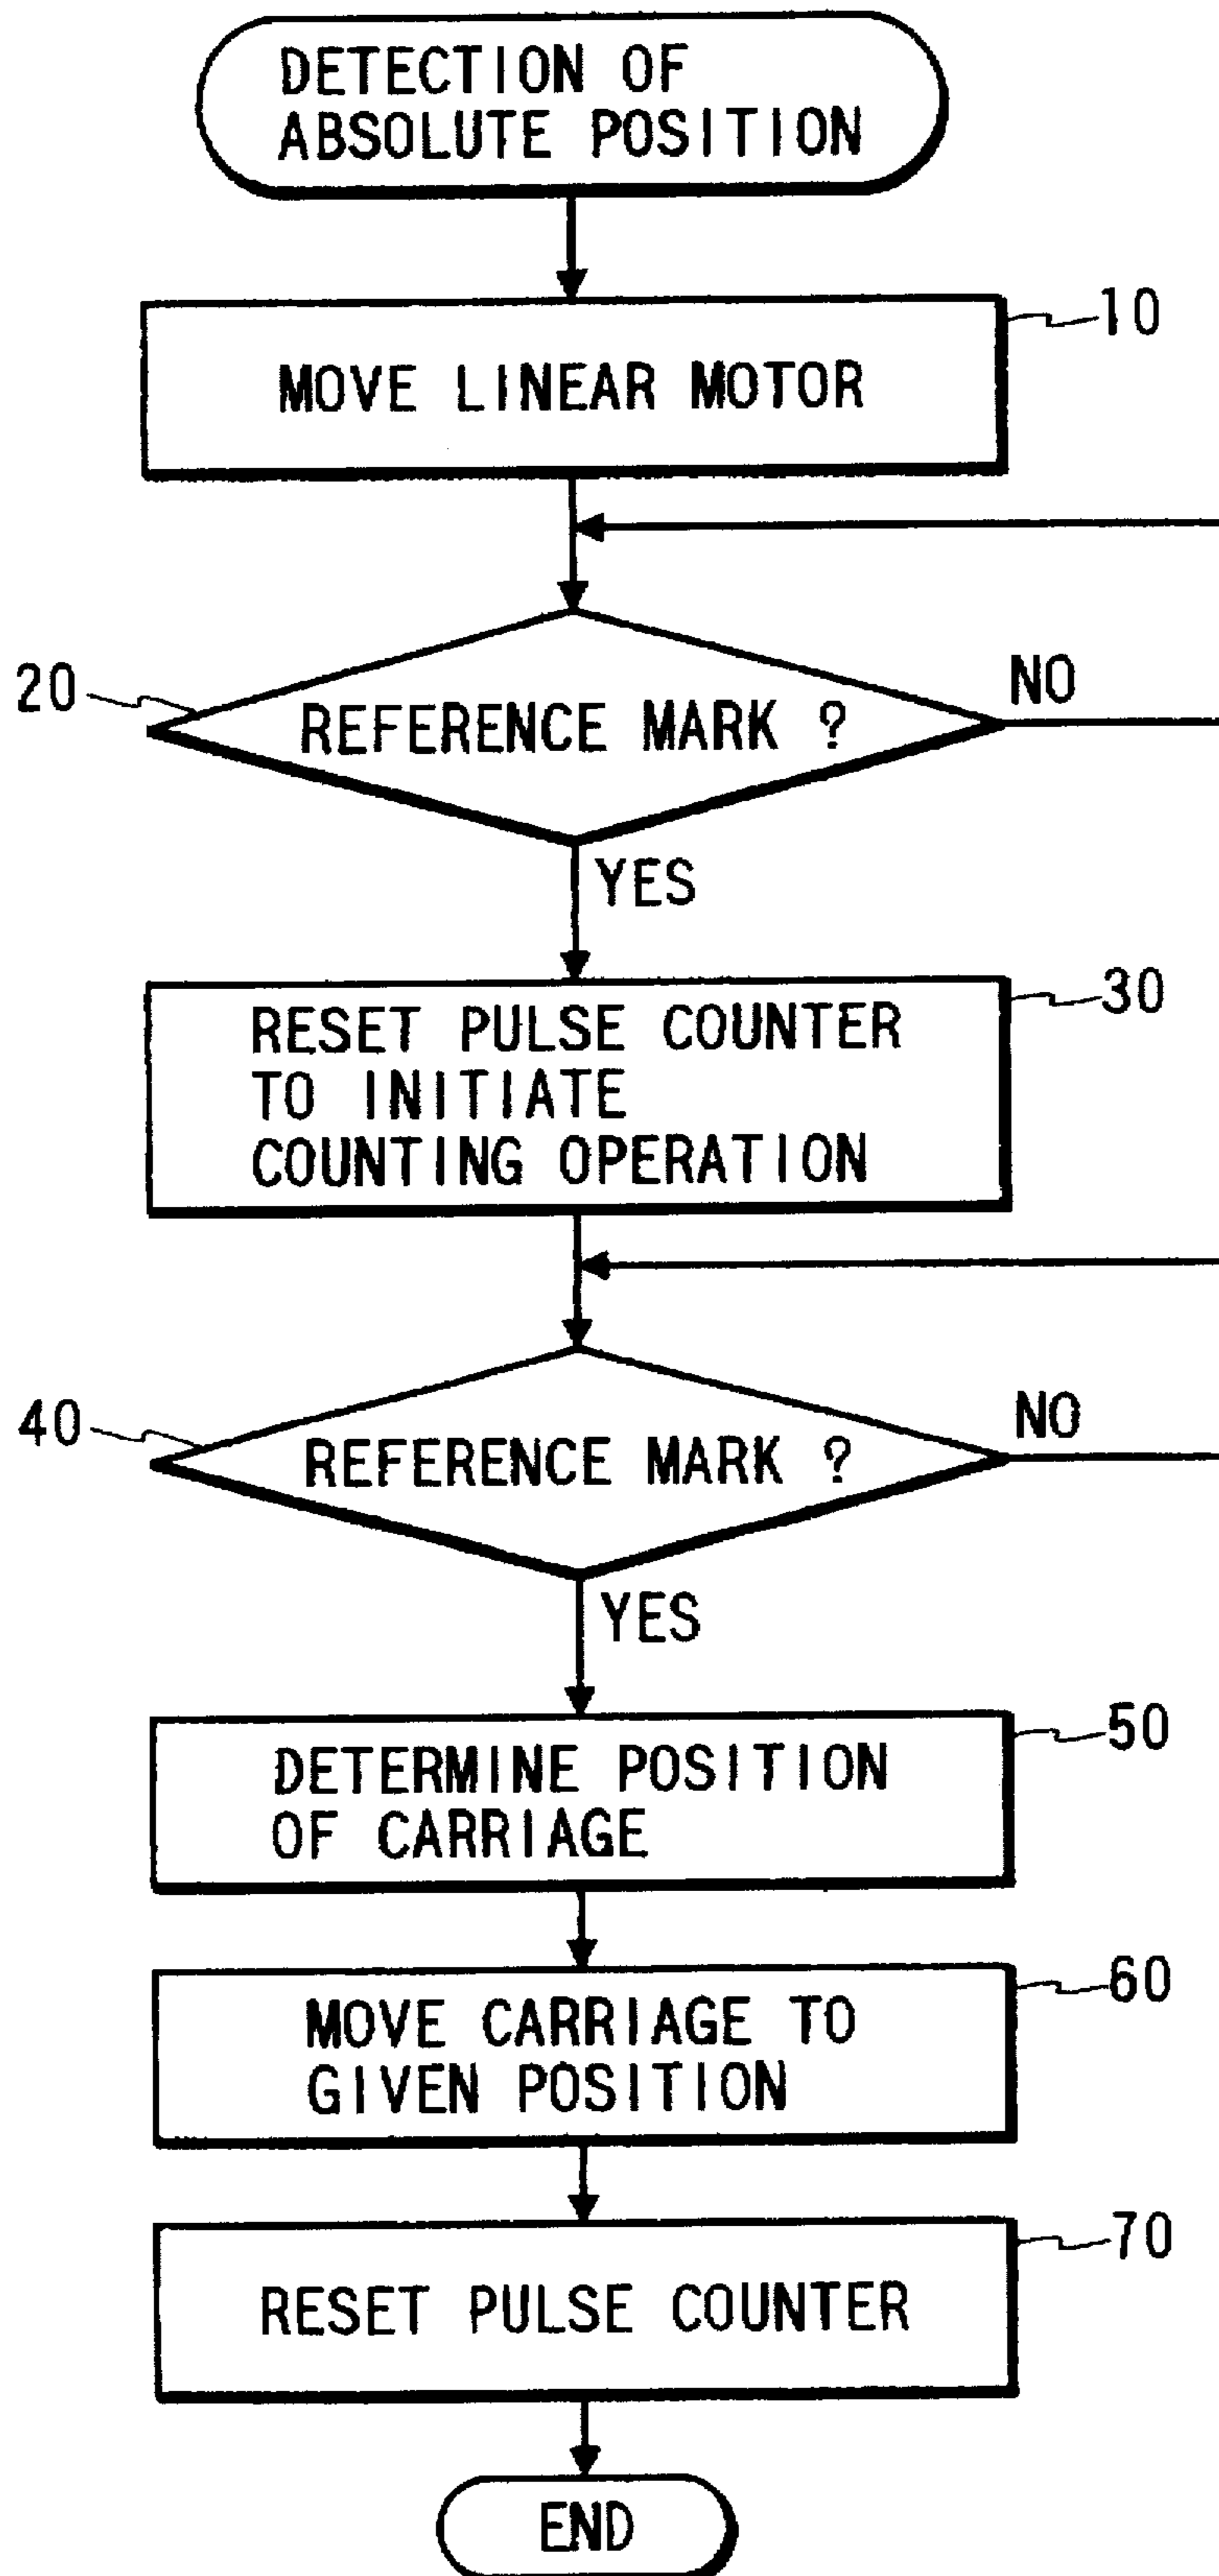 DETECTION OF
ABSOLUTE POSITION
10
MOVE LINEAR MOTOR
20
REFERENCE MARK ?
NO
YES
30
RESET PULSE COUNTER
TO INITIATE
COUNTING OPERATION
40
REFERENCE MARK ?
NO
YES
50
DETERMINE POSITION
OF CARRIAGE
60
MOVE CARRIAGE TO
GIVEN POSITION
70
RESET PULSE COUNTER
END